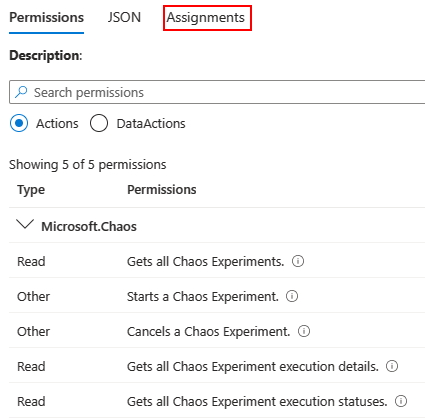 Permissions JSON Assignments
Description:
Search permissions
Actions DataActions
Showing 5 of 5 permissions
Type Permissions
Microsoft.Chaos
Read Gets all Chaos Experiments.
Other Starts a Chaos Experiment.
Other Cancels a Chaos Experiment.
Read Gets all Chaos Experiment execution details.
Read Gets all Chaos Experiment execution statuses.